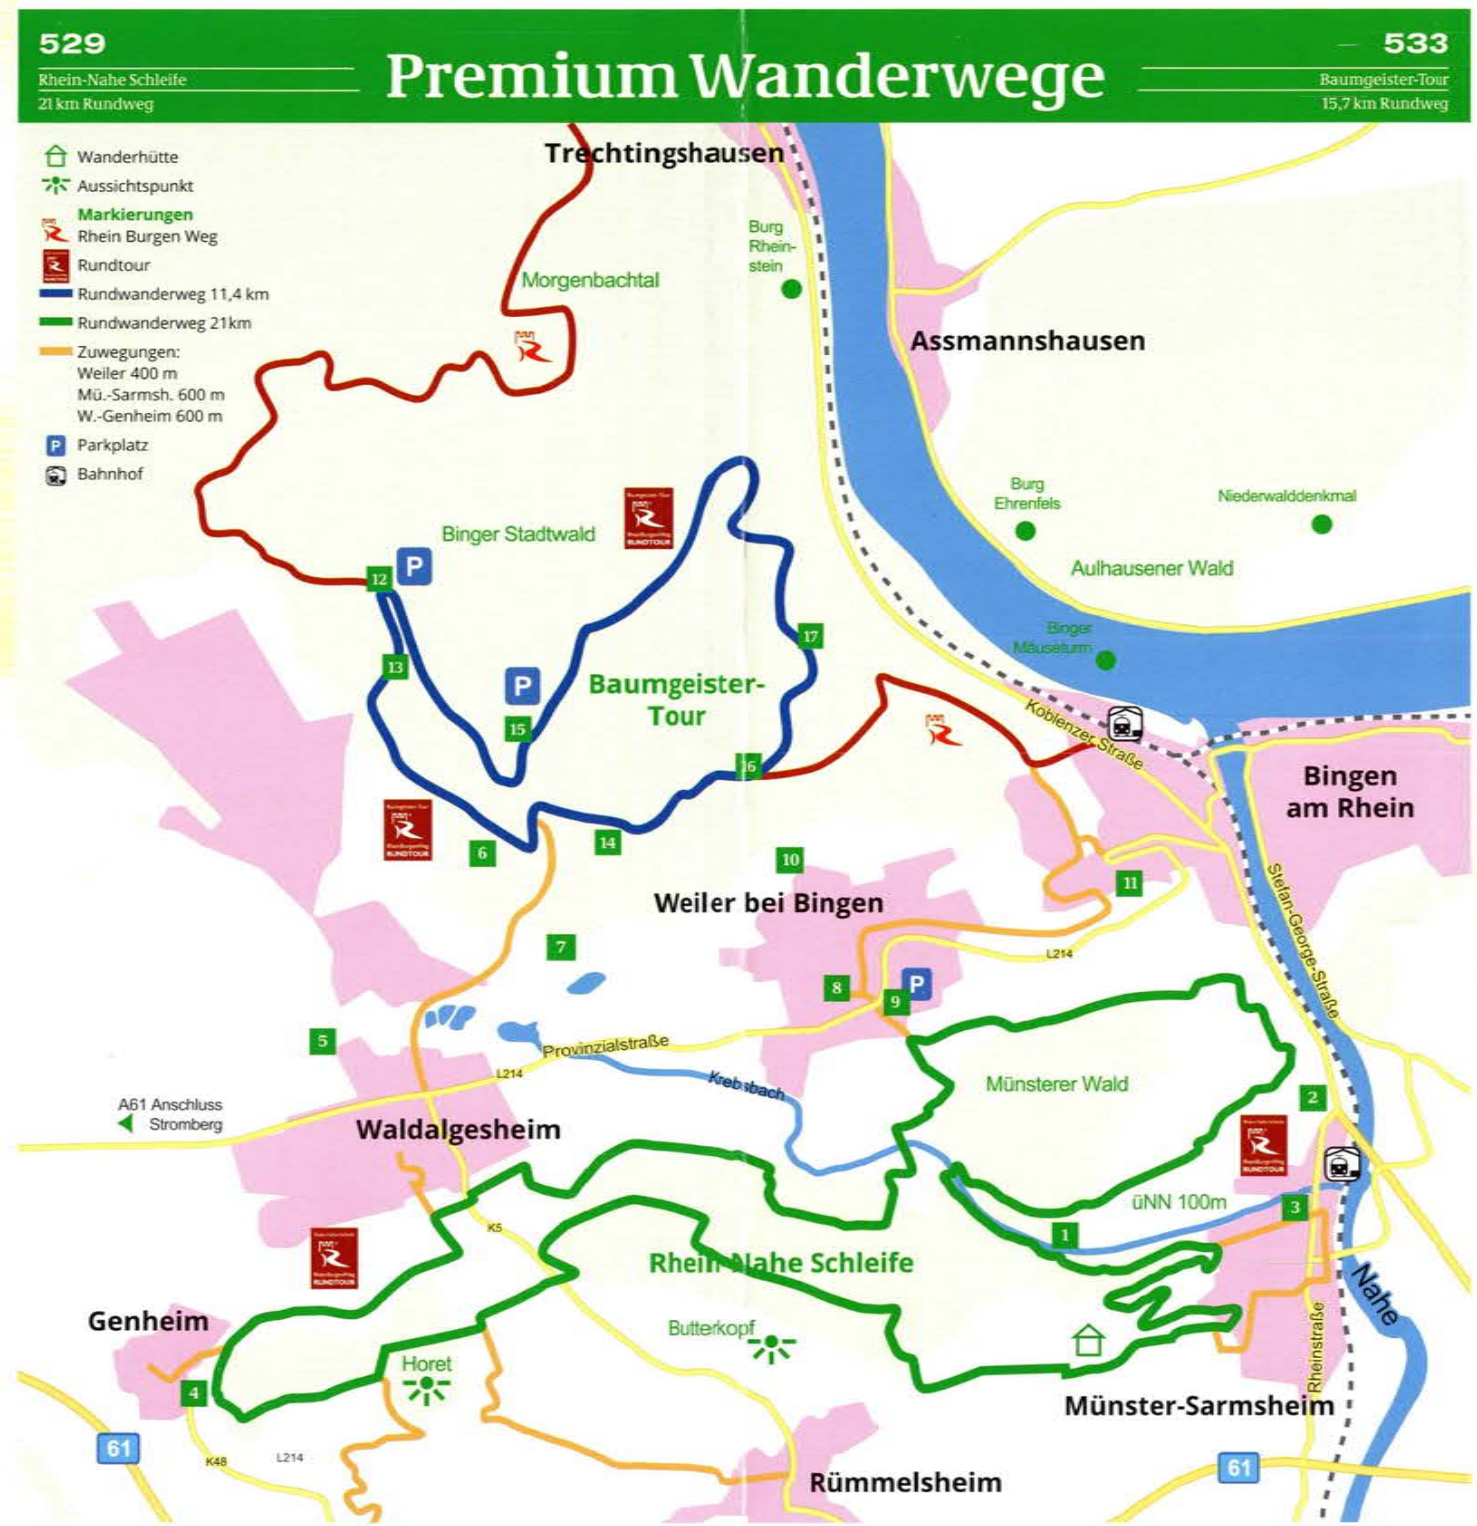 529
Rhein-Nahe Schleife
21 km Rundweg
Premium Wanderwege
533
Baumgeister-Tour
15,7 km Rundweg
Wanderhütte
Aussichtspunkt
Markierungen
Rhein Burgen Weg
Rundtour
Rundwanderweg 11,4 km
Rundwanderweg 21km
Zuwegungen:
Weiler 400 m
Mü.-Sarmsh. 600 m
W.-Genheim 600 m
P Parkplatz
Bahnhof
Trechtingshausen
Burg
Rhein-
stein
Morgenbachtal
Assmannshausen
Burg
Ehrenfels
Niederwalddenkmal
Binger Stadtwald
RUNDTOUR
Aulhausener Wald
12
P
Binger
Mäuseturm
17
13
P
Baumgeister-
Tour
15
Koblenzer Straße
16
Bingen
am Rhein
RUNDTOUR
6
14
10
11
Weiler bei Bingen
Stefan-George-Straße
7
L214
8
9
P
5
Provinzialstraße
L214
Krebsbach
Münsterer Wald
A61 Anschluss
Stromberg
2
Waldalgesheim
RUNDTOUR
üNN 100m
3
K5
1
RUNDTOUR
Rhein-Nahe Schleife
Nahe
Genheim
Butterkopf
Horet
Rheinstraße
4
Münster-Sarmsheim
61
K48
L214
61
Rümmelsheim